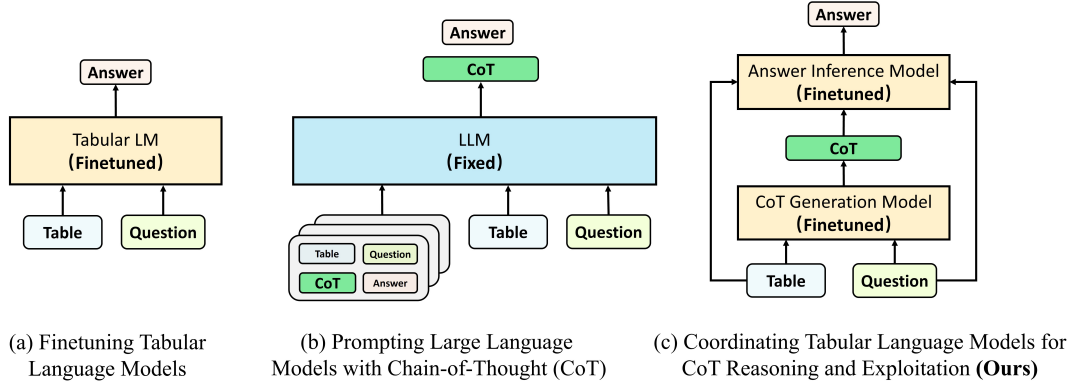 Answer
Tabular LM
(Finetuned)
Table
Question
(a) Finetuning Tabular
Language Models
Answer
CoT
LLM
(Fixed)
Table
Question
CoT
Answer
Table
Question
(b) Prompting Large Language
Models with Chain-of-Thought (CoT)
Answer
Answer Inference Model
(Finetuned)
CoT
CoT Generation Model
(Finetuned)
Table
Question
(c) Coordinating Tabular Language Models for
CoT Reasoning and Exploitation (Ours)